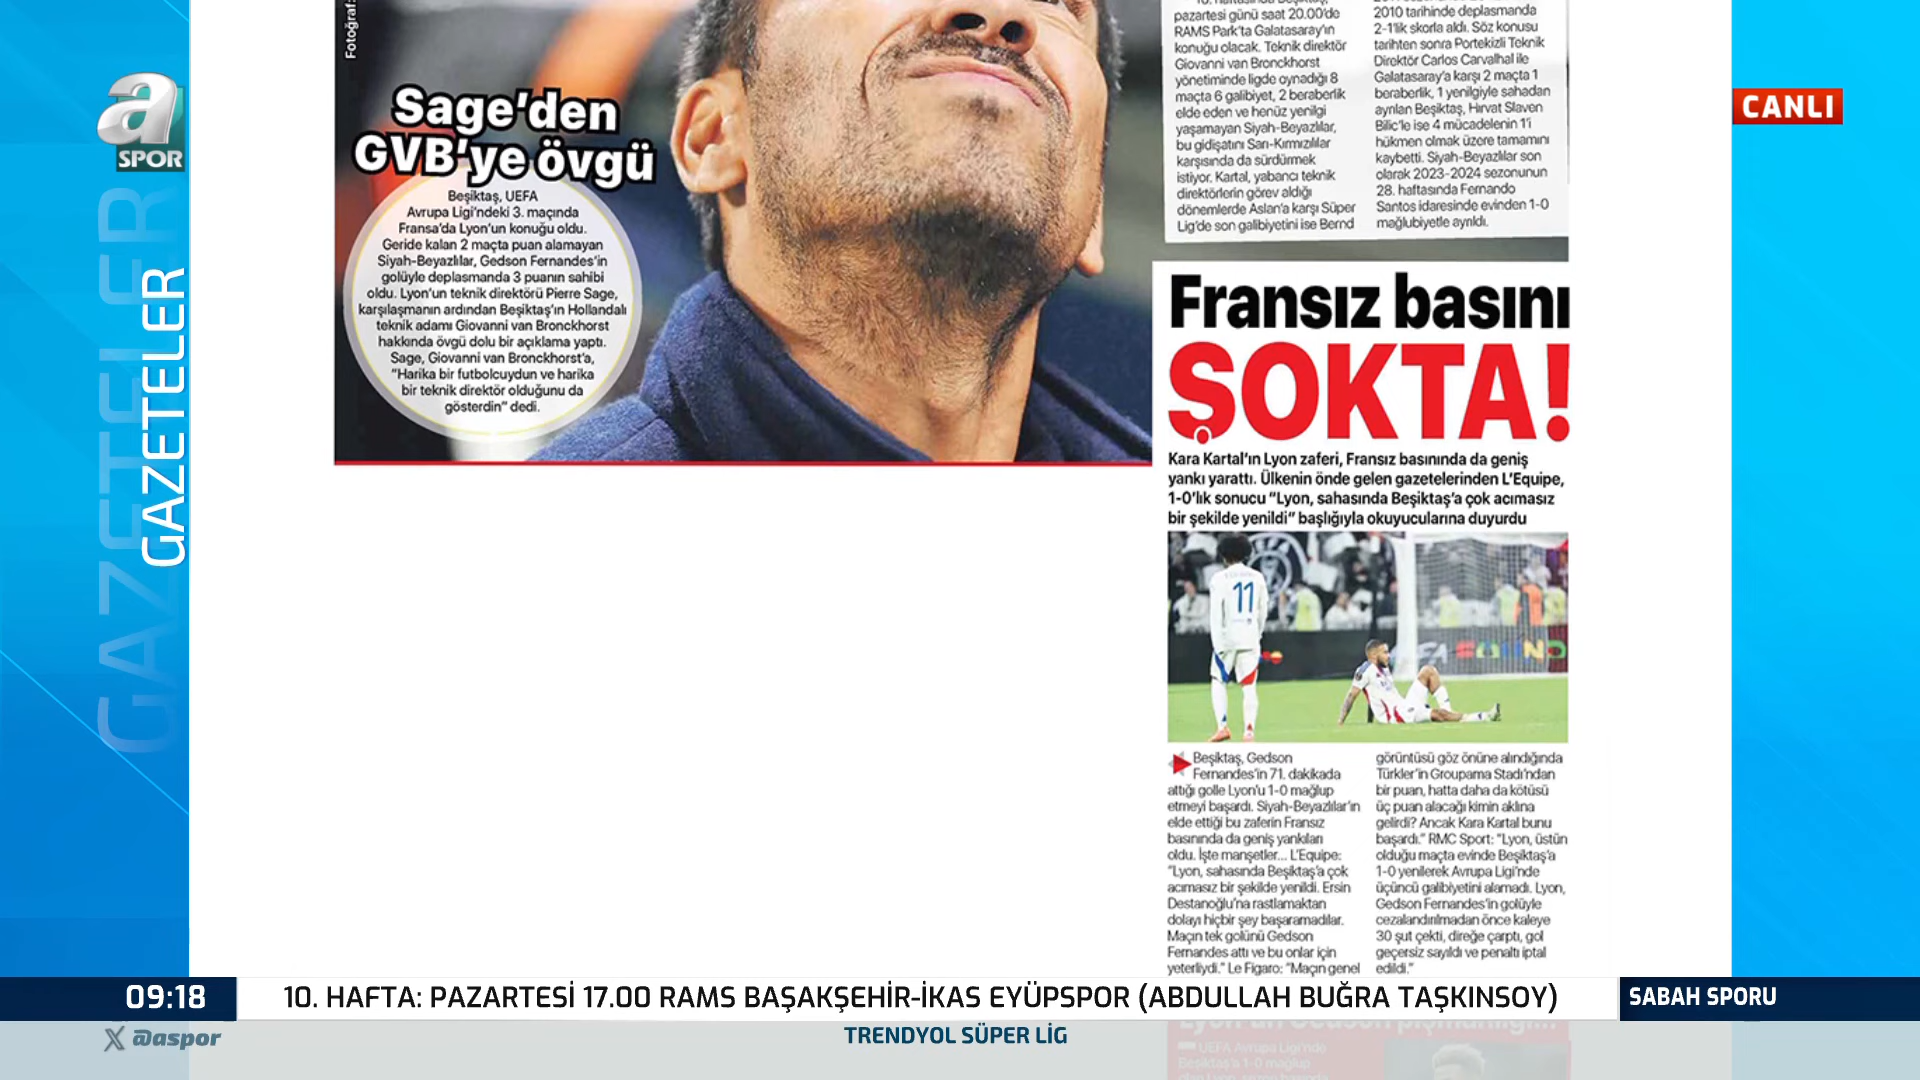 Fotoğraf:
a
SPOR
GAZETELER
GAZETELER
CANLI
Sage'den
GVB'ye övgü
Beşiktaş, UEFA
Avrupa Ligi'ndeki 3. maçında
Fransa'da Lyon'un konuğu oldu.
Geride kalan 2 maçta puan alamayan
Siyah-Beyazlılar, Gedson Fernandes'in
golüyle deplasmanda 3 puanın sahibi
oldu. Lyon'un teknik direktörü Pierre Sage,
karşılaşmanın ardından Beşiktaş'ın Hollandalı
teknik adamı Giovanni van Bronckhorst
hakkında övgü dolu bir açıklama yaptı.
Sage, Giovanni van Bronckhorst'a,
"Harika bir futbolcuydun ve harika
bir teknik direktör olduğunu da
gösterdin" dedi.
pazartesi günü saat 20.00'de
RAMS Park'ta Galatasaray'ın
konuğu olacak. Teknik direktör
Giovanni van Bronckhorst
yönetiminde ligde oynadığı 8
maçta 6 galibiyet, 2 beraberlik
elde eden ve henüz yenilgi
yaşamayan Siyah-Beyazlılar,
bu gidişatını Sarı-Kırmızılılar
karşısında da sürdürmek
istiyor. Kartal, yabancı teknik
direktörlerin görev aldığı
dönemlerde Aslan'a karşı Süper
Lig'de son galibiyetini ise Bernd
2010 tarihinde deplasmanda
2-1'lik skorla aldı. Söz konusu
tarihten sonra Portekizli Teknik
Direktör Carlos Carvalhal ile
Galatasaray'a karşı 2 maçta 1
beraberlik, 1 yenilgiyle sahadan
ayrılan Beşiktaş, Hırvat Slaven
Bilic'le ise 4 mücadelenin 1'i
hükmen olmak üzere tamamını
kaybetti. Siyah-Beyazlılar son
olarak 2023-2024 sezonunun
28. haftasında Fernando
Santos idaresinde evinden 1-0
mağlubiyetle ayrıldı.
Fransız basını
ŞOKTA!
Kara Kartal'ın Lyon zaferi, Fransız basınında da geniş
yankı yarattı. Ülkenin önde gelen gazetelerinden L'Equipe,
1-0'lık sonucu "Lyon, sahasında Beşiktaş'a çok acımasız
bir şekilde yenildi" başlığıyla okuyucularına duyurdu
11
Beşiktaş, Gedson
Fernandes'in 71. dakikada
attığı golle Lyon'u 1-0 mağlup
etmeyi başardı. Siyah-Beyazlılar'ın
elde ettiği bu zaferin Fransız
basınında da geniş yankıları
oldu. İşte manşetler... L'Equipe:
"Lyon, sahasında Beşiktaş'a çok
acımasız bir şekilde yenildi. Ersin
Destanoğlu'na rastlamaktan
dolayı hiçbir şey başaramadılar.
Maçın tek golünü Gedson
Fernandes attı ve bu onlar için
yeterliydi." Le Figaro: "Maçın genel
görüntüsü göz önüne alındığında
Türkler'in Groupama Stadı'ndan
bir puan, hatta daha da kötüsü
üç puan alacağı kimin aklına
gelirdi? Ancak Kara Kartal bunu
başardı." RMC Sport: "Lyon, üstün
olduğu maçta evinde Beşiktaş'a
1-0 yenilerek Avrupa Ligi'nde
üçüncü galibiyetini alamadı. Lyon,
Gedson Fernandes'in golüyle
cezalandırılmadan önce kaleye
30 şut çekti, direğe çarptı, gol
geçersiz sayıldı ve penaltı iptal
edildi."
09:18
10. HAFTA: PAZARTESİ 17.00 RAMS BAŞAKŞEHİR-İKAS EYÜPSPOR (ABDULLAH BUĞRA TAŞKINSOY)
SABAH SPORU
X @aspor
TRENDYOL SÜPER LİG
UEFA Avrupa Ligi'nde
Beşiktaş'a 1-0 mağlup